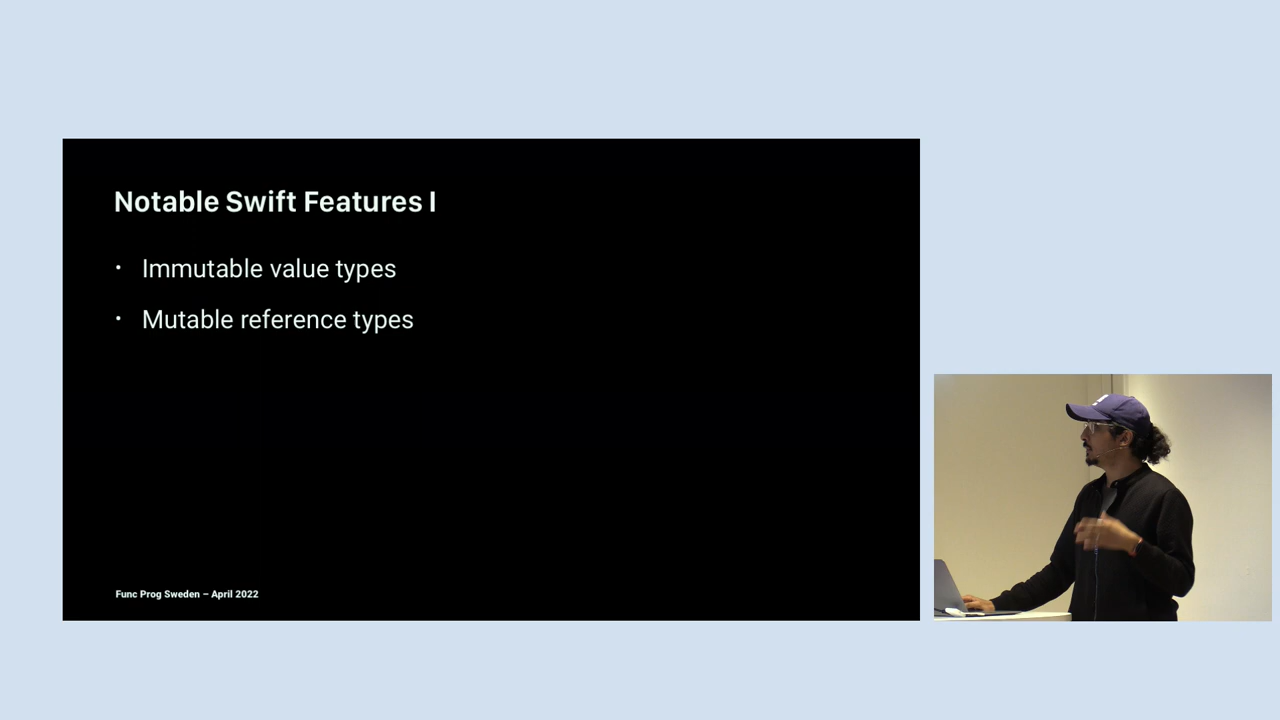 Notable Swift Features I
• Immutable value types
• Mutable reference types
Func Prog Sweden – April 2022